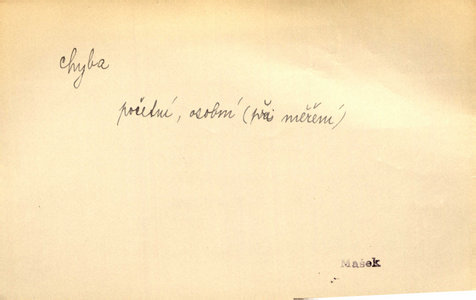 chyba
početní, osobní (při měření)
Mašek